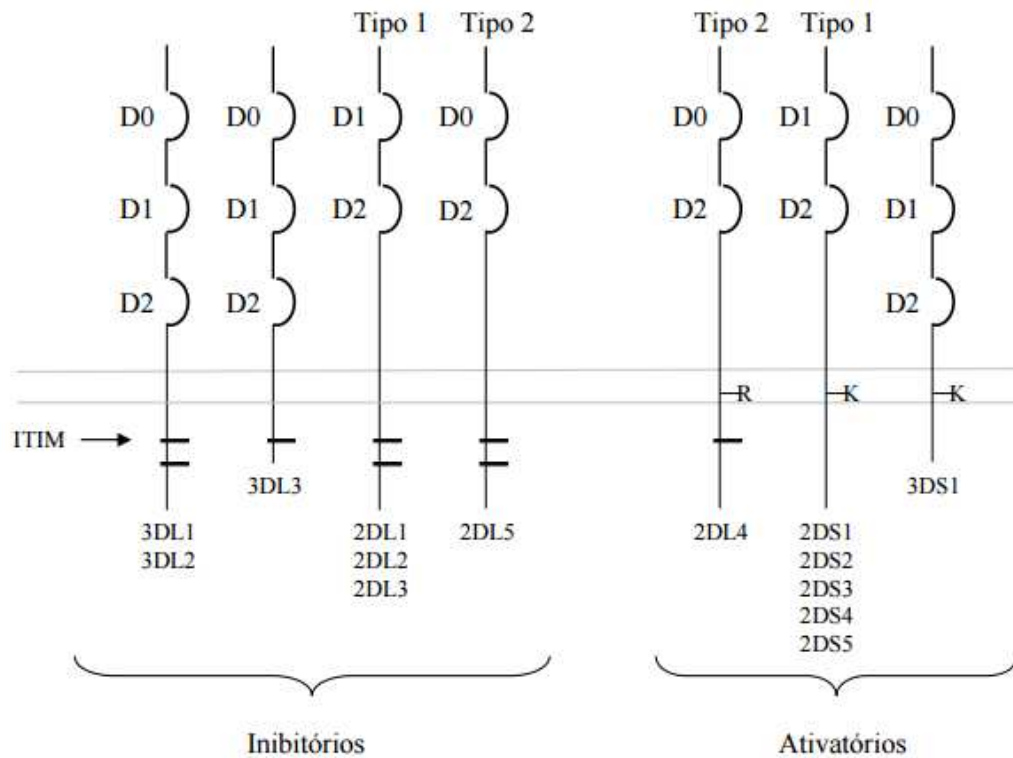 Tipo 1 Tipo 2 Tipo 2 Tipo 1
D0 D0 D1 D0 D0 D1 D0
D1 D1 D2 D2 D2 D2 D1
D2 D2 D2
R K K
ITIM
3DL3 3DS1
3DL1 2DL1 2DL5 2DL4 2DS1
3DL2 2DL2 2DS2
2DL3 2DS3
2DS4
2DS5
Inibitórios Ativatórios